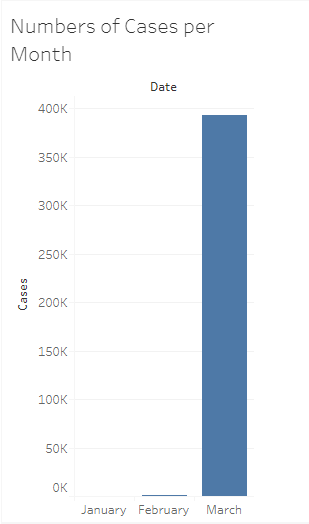 Numbers of Cases per
Month
Date
400K
350K
300K
250K
200K
150K
100K
50K
0K
Cases
January February March